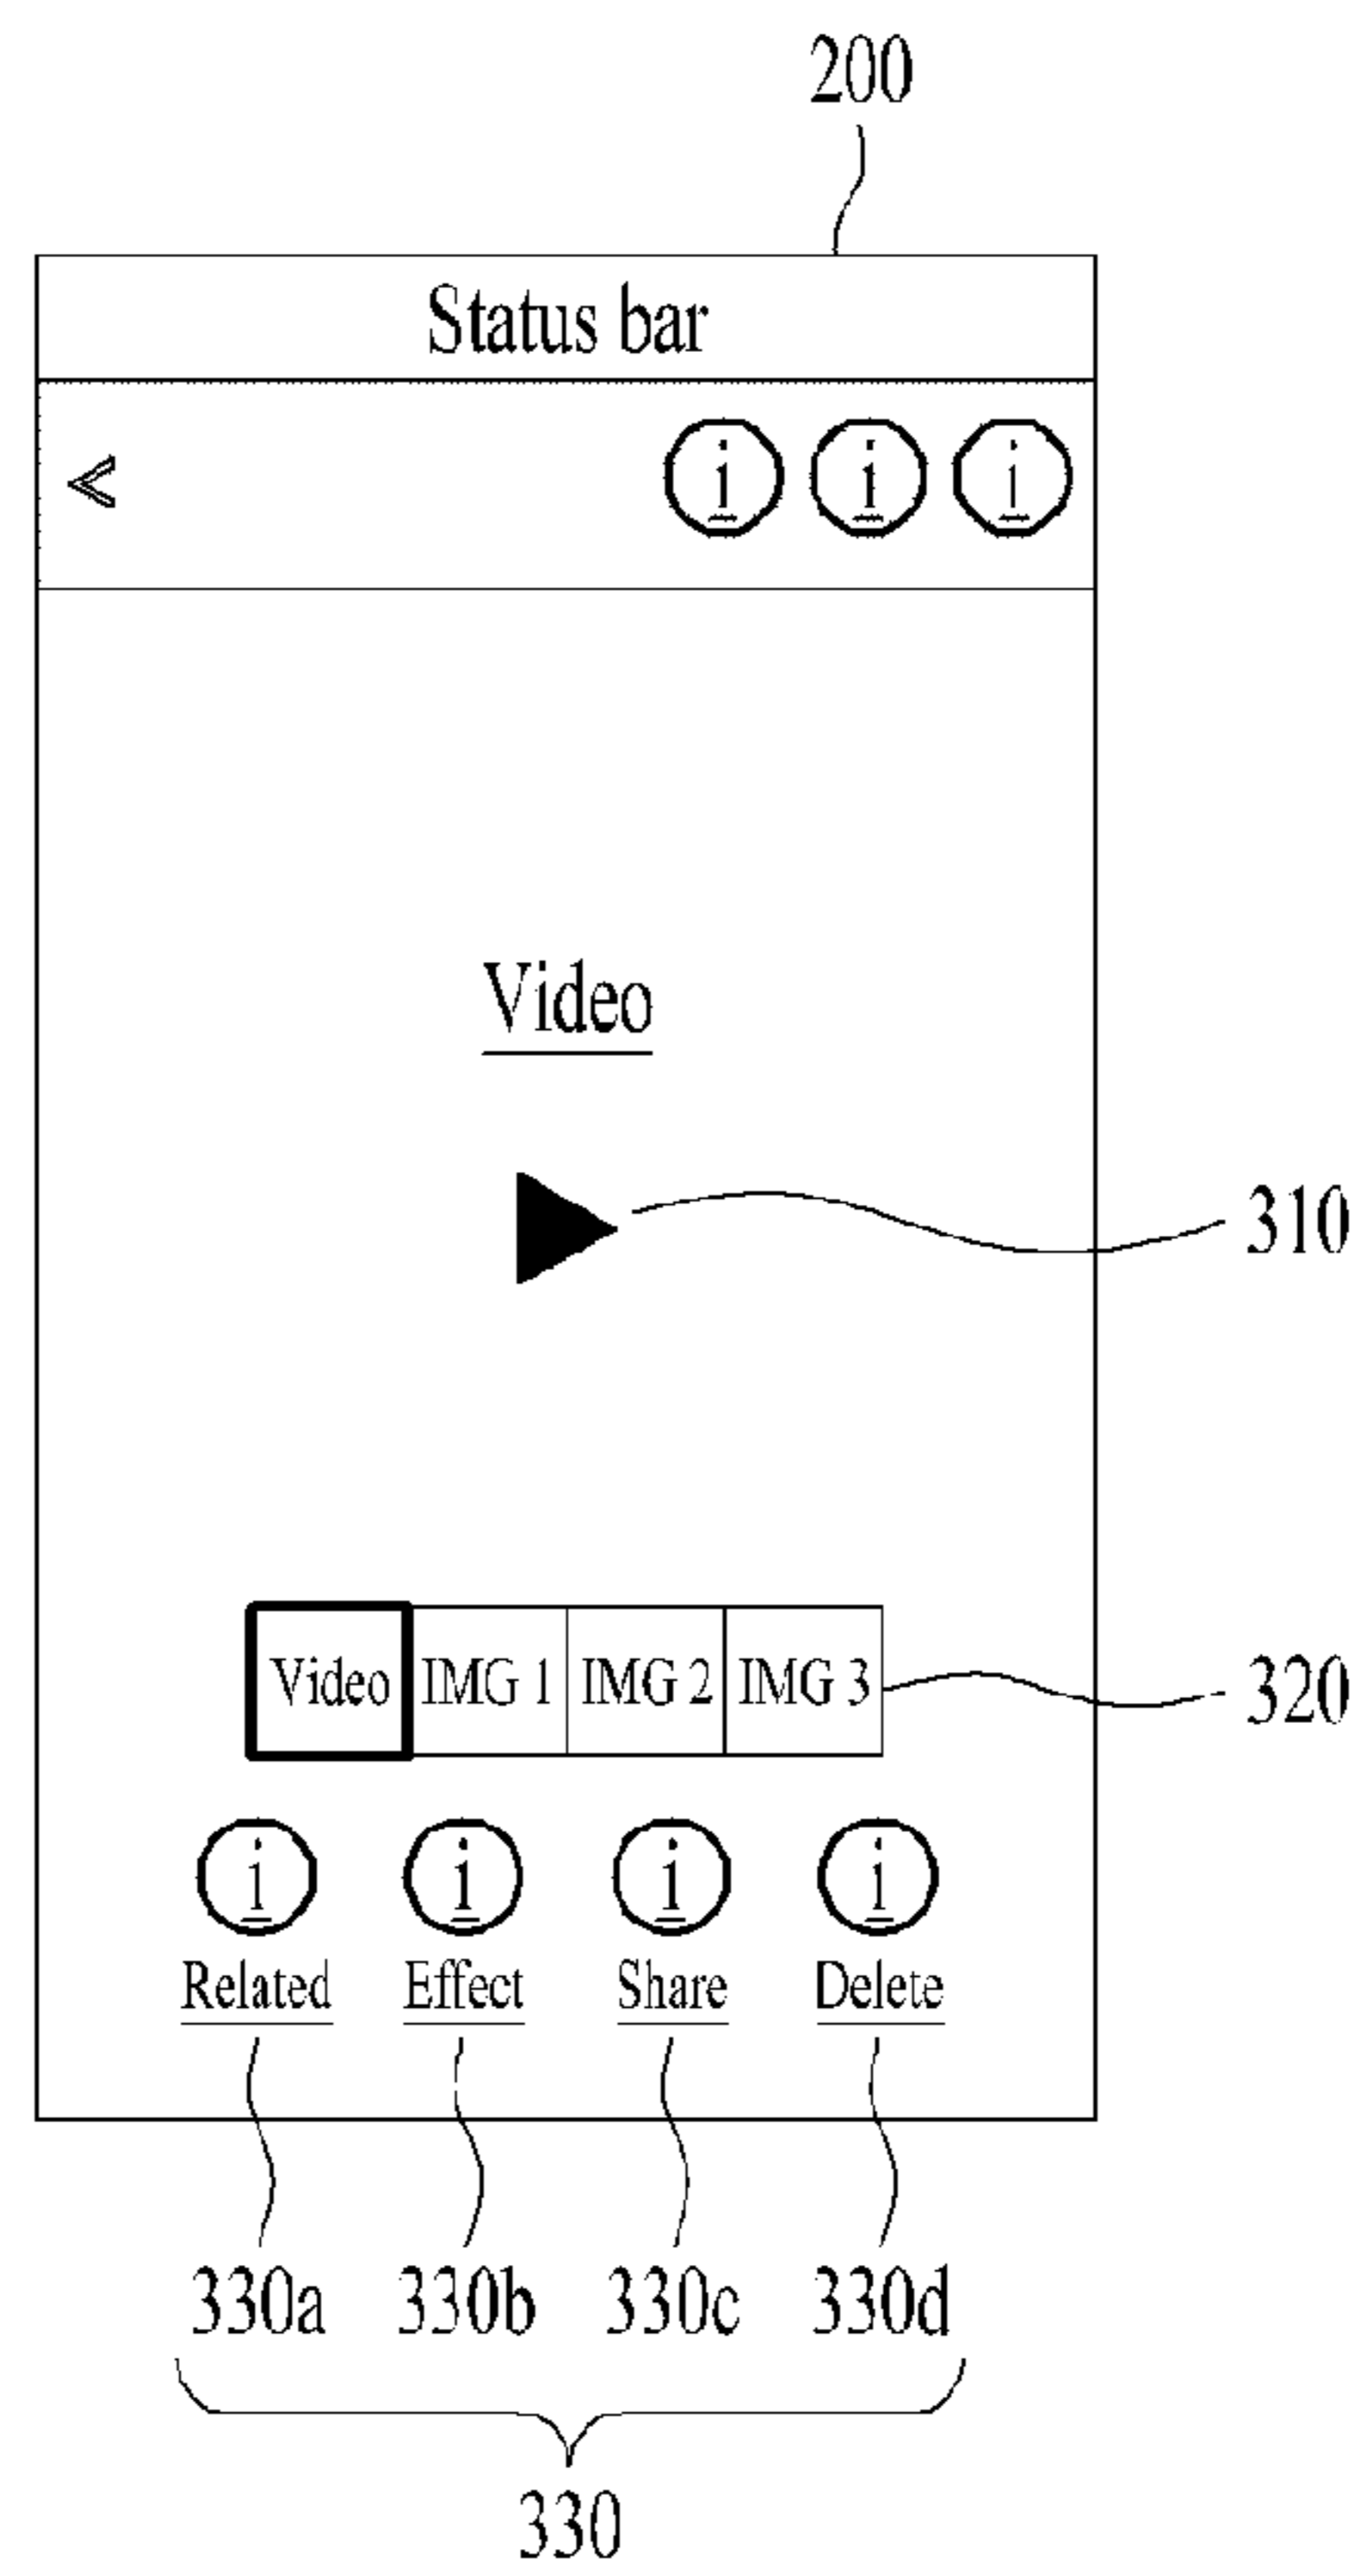 200
Status bar
< i i i
Video
310
Video IMG 1 IMG 2 IMG 3 320
i i i i
Related Effect Share Delete
330a 330b 330c 330d
330